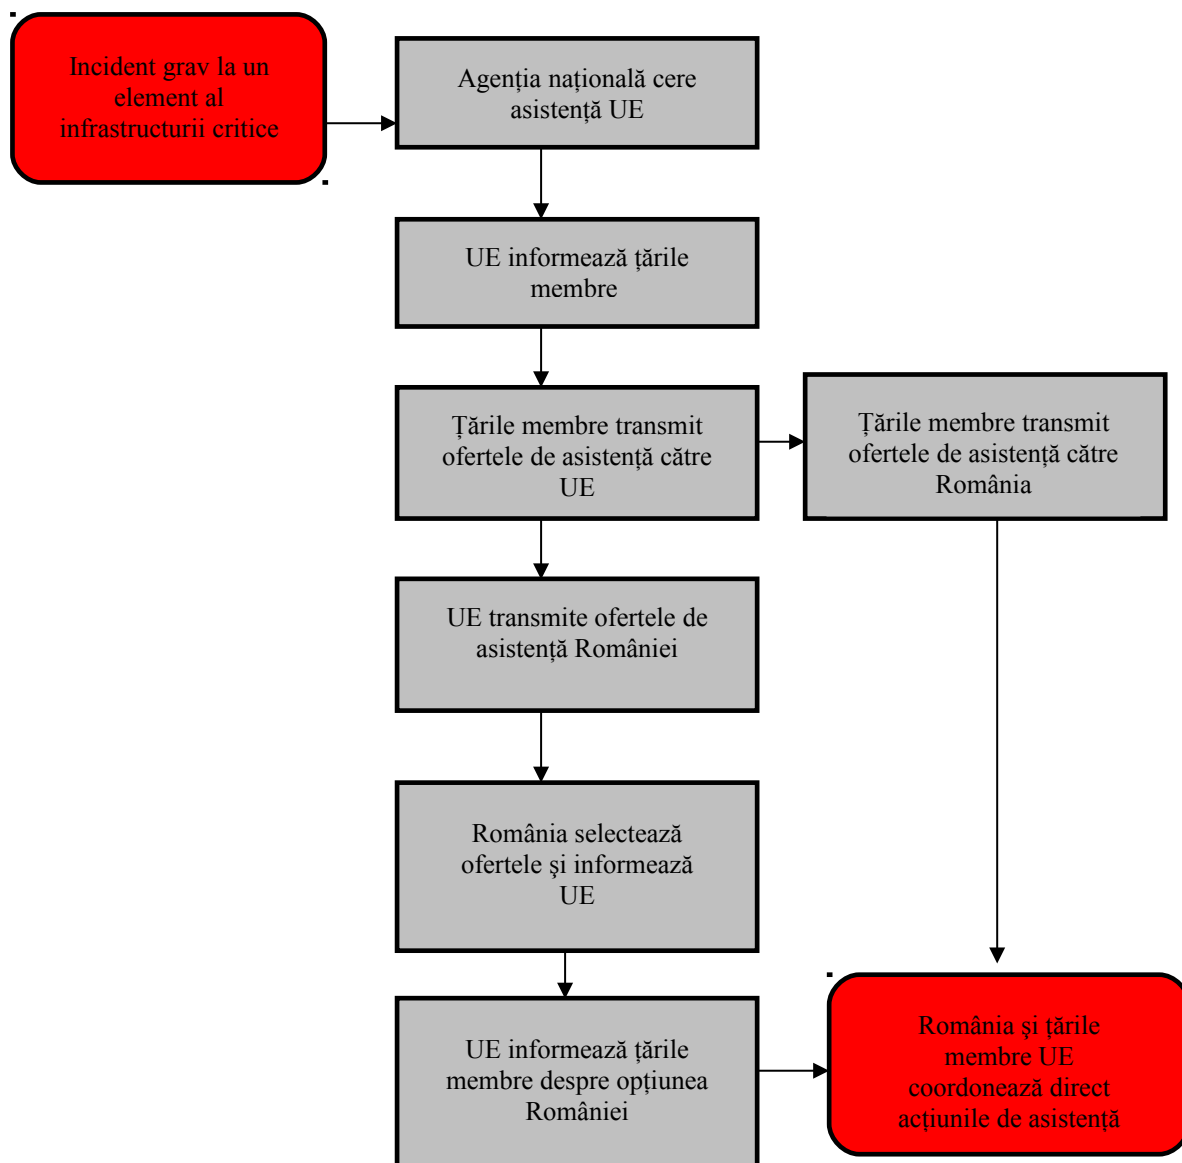 Incident grav la un
element al
infrastructurii critice
Agenția națională cere
asistență UE
UE informează țările
membre
Țările membre transmit
ofertele de asistență către
UE
Țările membre transmit
ofertele de asistență către
România
UE transmite ofertele de
asistență României
România selectează
ofertele şi informează
UE
UE informează țările
membre despre opțiunea
României
România şi țările
membre UE
coordonează direct
acțiunile de asistență